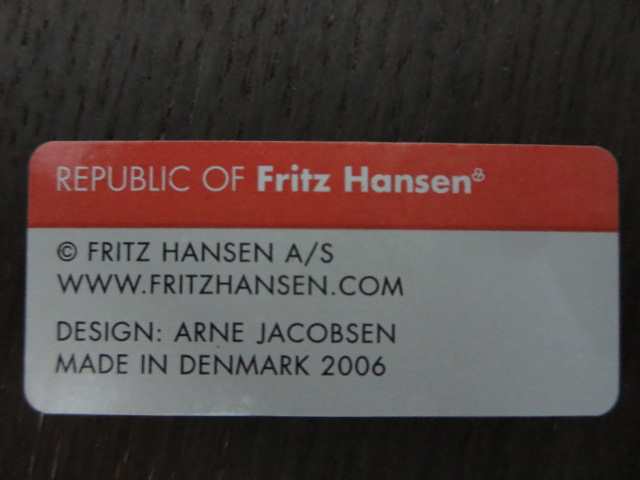 REPUBLIC OF Fritz Hansen
© FRITZ HANSEN A/S
WWW.FRITZHANSEN.COM
DESIGN: ARNE JACOBSEN
MADE IN DENMARK 2006